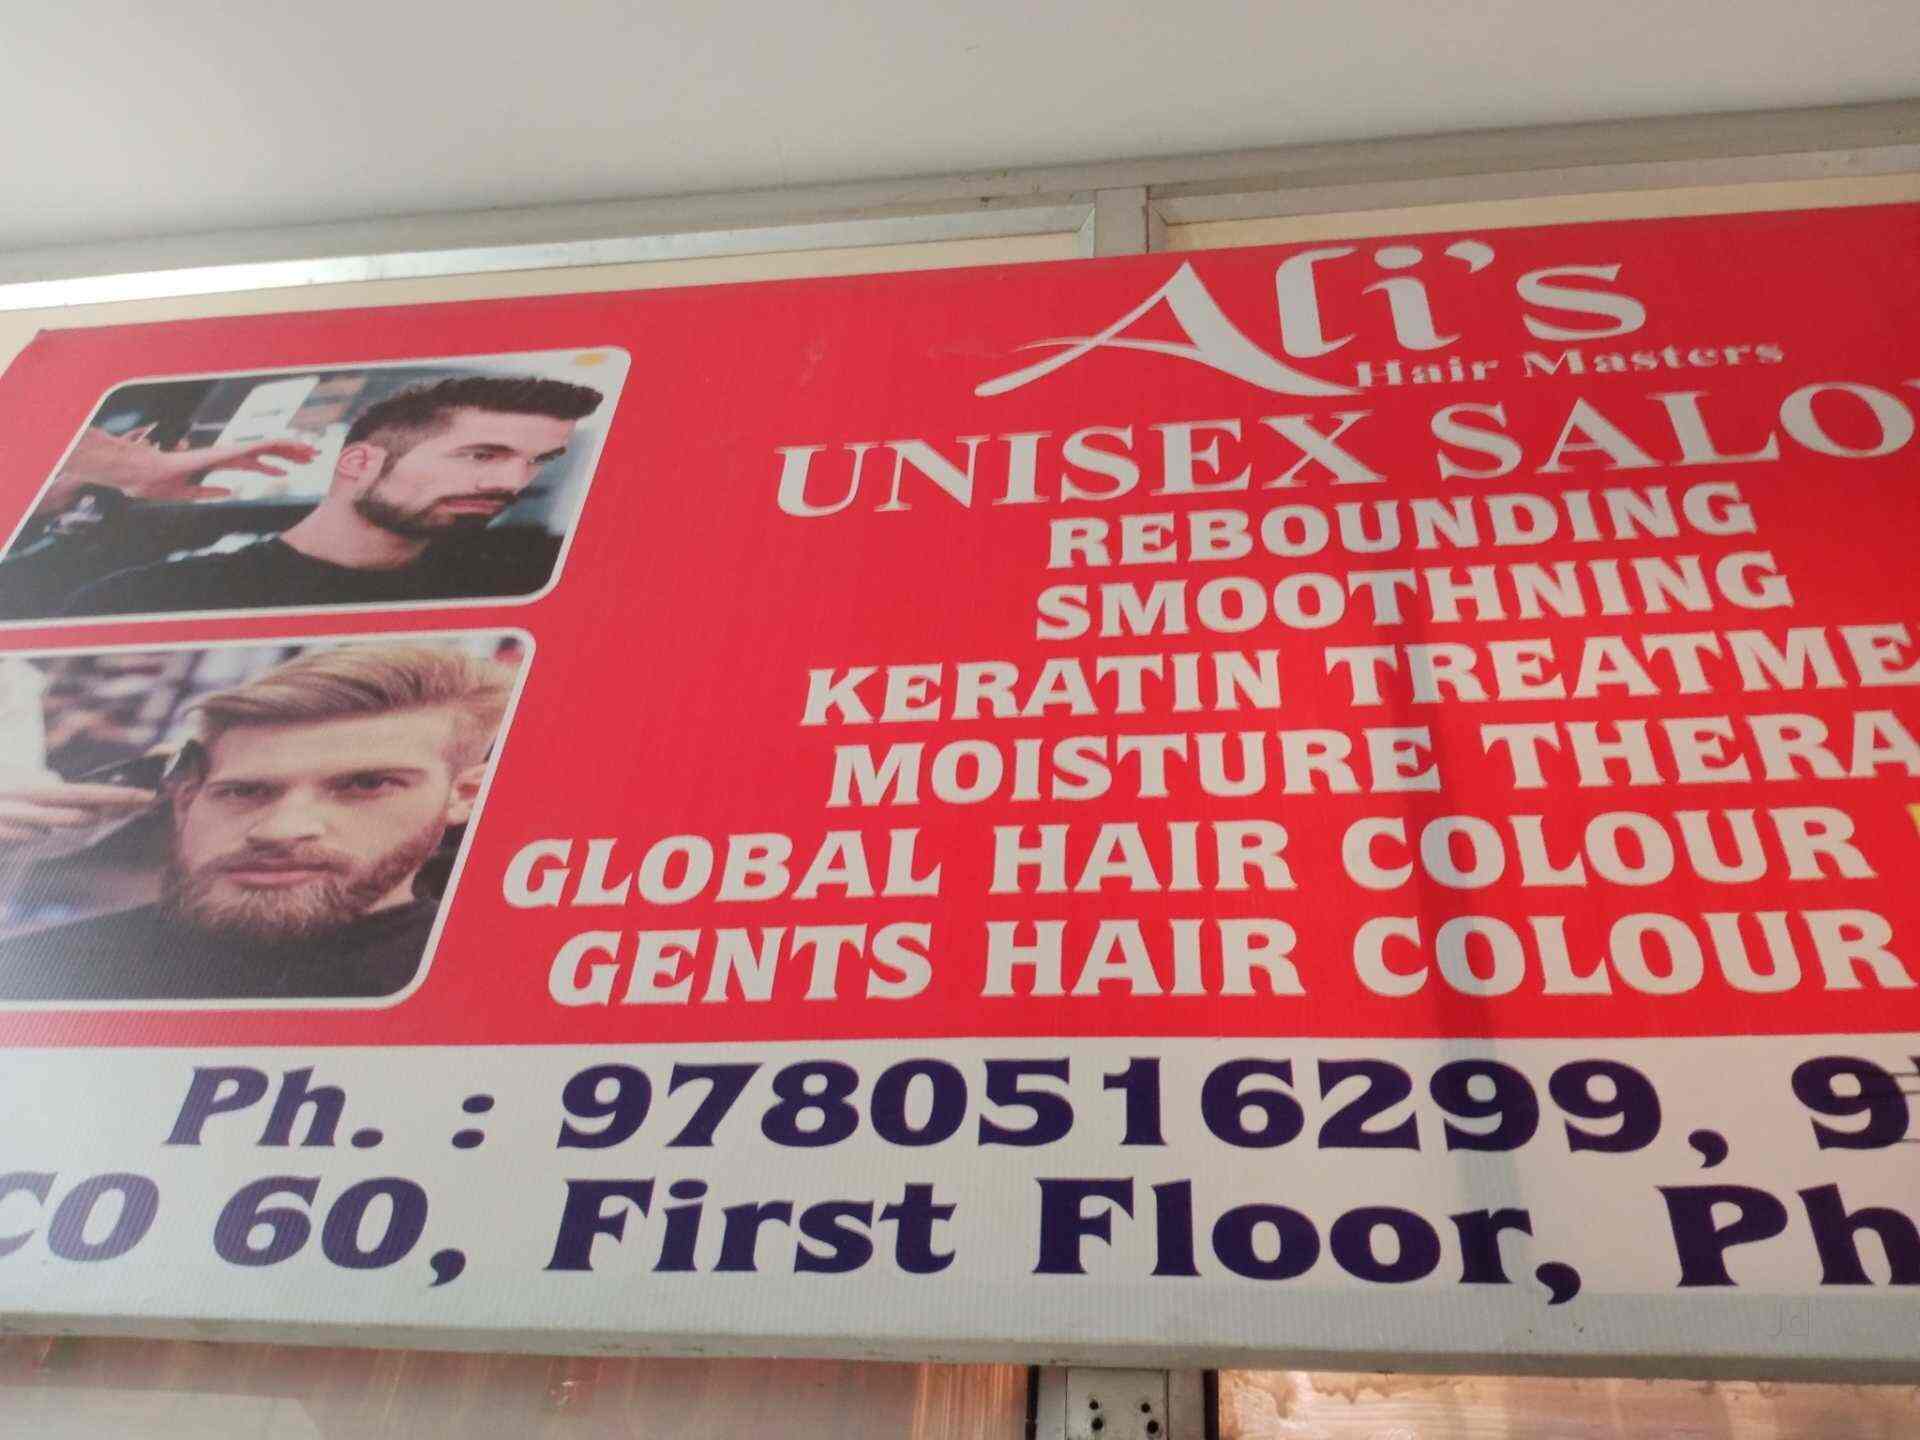 Ali's
Hair Masters
UNISEX SALO
REBOUNDING
SMOOTHNING
KERATIN TREATME
MOISTURE THERA
GLOBAL HAIR COLOUR
GENTS HAIR COLOUR
Ph. : 9780516299, 9
CO 60, First Floor, Ph
Jd